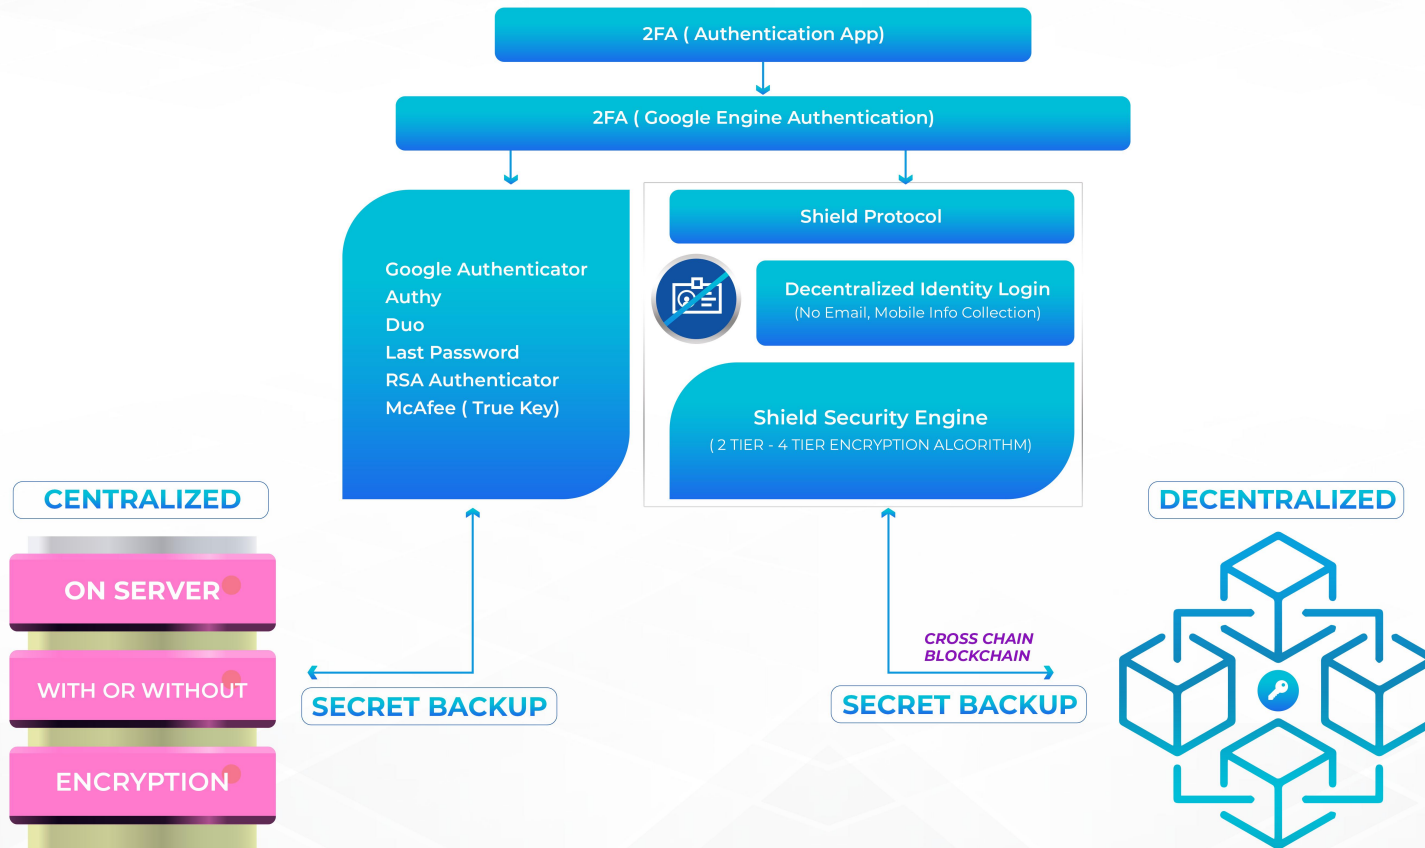 2FA ( Authentication App)
2FA ( Google Engine Authentication)
Google Authenticator
Authy
Duo
Last Password
RSA Authenticator
McAfee ( True Key)
Shield Protocol
Decentralized Identity Login
(No Email, Mobile Info Collection)
Shield Security Engine
( 2 TIER - 4 TIER ENCRYPTION ALGORITHM)
CENTRALIZED
ON SERVER
WITH OR WITHOUT
ENCRYPTION
SECRET BACKUP
CROSS CHAIN
BLOCKCHAIN
SECRET BACKUP
DECENTRALIZED